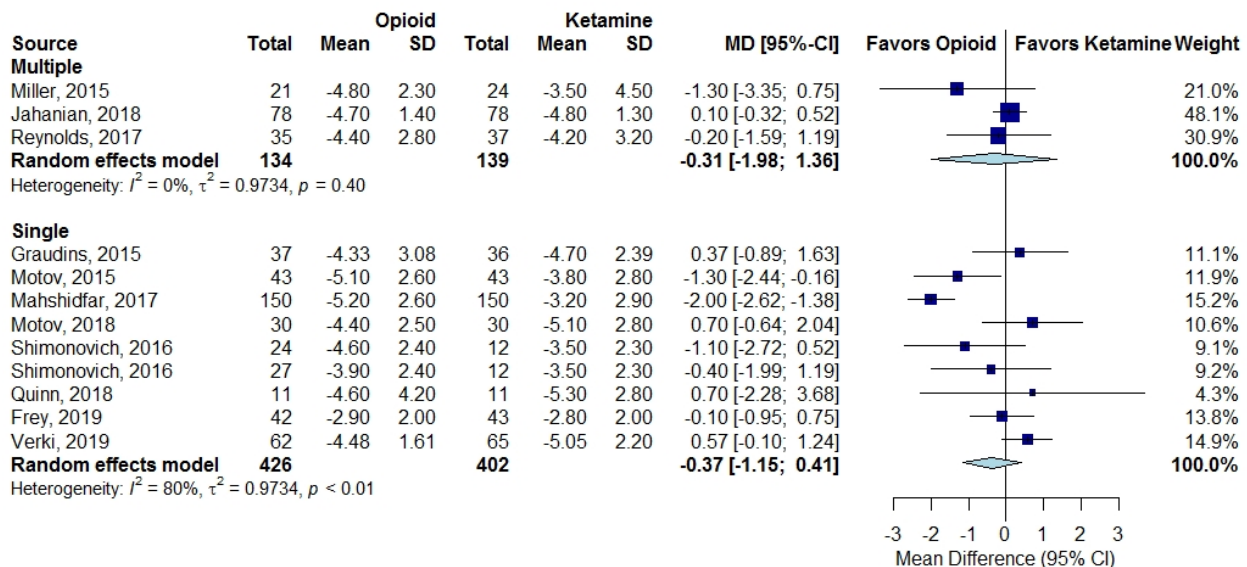 Opioid Ketamine
Source Total Mean SD Total Mean SD MD [95%-CI] Favors Opioid Favors Ketamine Weight
Multiple
Miller, 2015 21 -4.80 2.30 24 -3.50 4.50 -1.30 [-3.35; 0.75] 21.0%
Jahanian, 2018 78 -4.70 1.40 78 -4.80 1.30 0.10 [-0.32; 0.52] 48.1%
Reynolds, 2017 35 -4.40 2.80 37 -4.20 3.20 -0.20 [-1.59; 1.19] 30.9%
Random effects model 134 139 -0.31 [-1.98; 1.36] 100.0%
Heterogeneity: I² = 0%, τ² = 0.9734, p = 0.40
Single
Graudins, 2015 37 -4.33 3.08 36 -4.70 2.39 0.37 [-0.89; 1.63] 11.1%
Motov, 2015 43 -5.10 2.60 43 -3.80 2.80 -1.30 [-2.44; -0.16] 11.9%
Mahshidfar, 2017 150 -5.20 2.60 150 -3.20 2.90 -2.00 [-2.62; -1.38] 15.2%
Motov, 2018 30 -4.40 2.50 30 -5.10 2.80 0.70 [-0.64; 2.04] 10.6%
Shimonovich, 2016 24 -4.60 2.40 12 -3.50 2.30 -1.10 [-2.72; 0.52] 9.1%
Shimonovich, 2016 27 -3.90 2.40 12 -3.50 2.30 -0.40 [-1.99; 1.19] 9.2%
Quinn, 2018 11 -4.60 4.20 11 -5.30 2.80 0.70 [-2.28; 3.68] 4.3%
Frey, 2019 42 -2.90 2.00 43 -2.80 2.00 -0.10 [-0.95; 0.75] 13.8%
Verki, 2019 62 -4.48 1.61 65 -5.05 2.20 0.57 [-0.10; 1.24] 14.9%
Random effects model 426 402 -0.37 [-1.15; 0.41] 100.0%
Heterogeneity: I² = 80%, τ² = 0.9734, p < 0.01
-3 -2 -1 0 1 2 3
Mean Difference (95% CI)